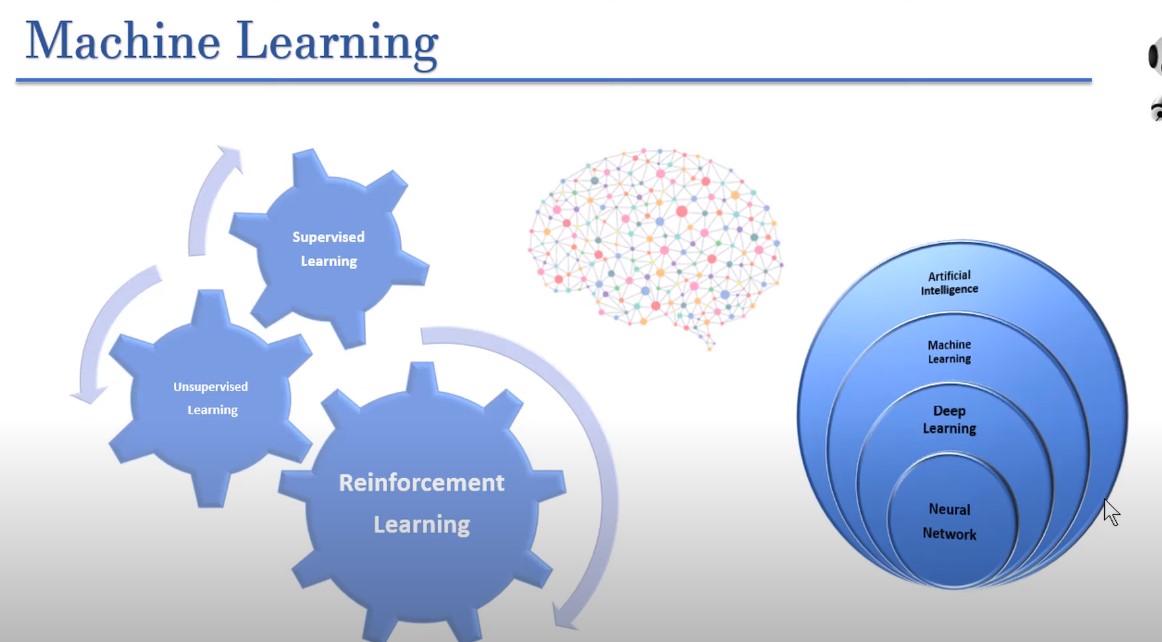 Machine Learning
Supervised
Learning
Unsupervised
Learning
Reinforcement
Learning
Artificial
Intelligence
Machine
Learning
Deep
Learning
Neural
Network